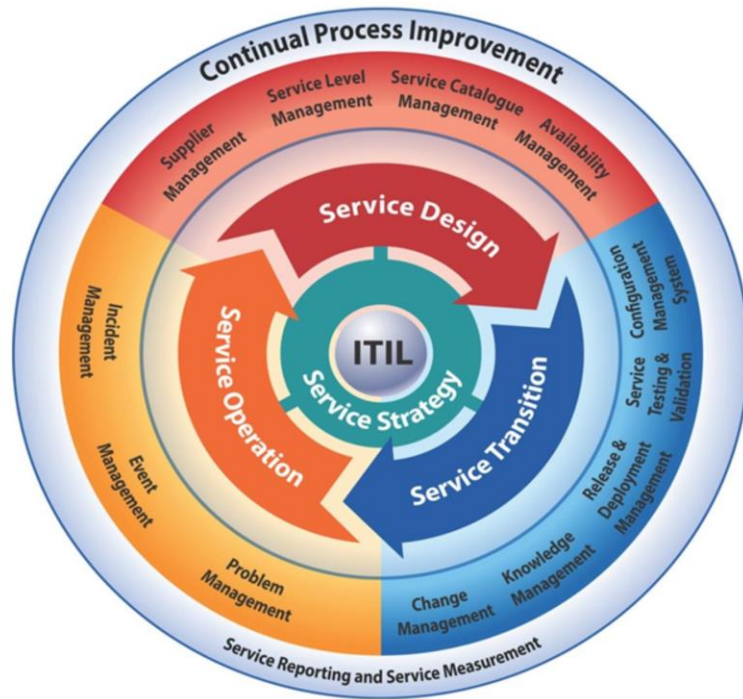 Continual Process Improvement
Supplier
Management
Service Level
Management
Service Catalogue
Management
Availability
Management
Configuration
Management
System
Service
Testing &
Validation
Release &
Deployment
Management
Knowledge
Management
Change
Management
Problem
Management
Event
Management
Incident
Management
Service Design
Service Transition
Service Operation
Service Strategy
ITIL
Service Reporting and Service Measurement